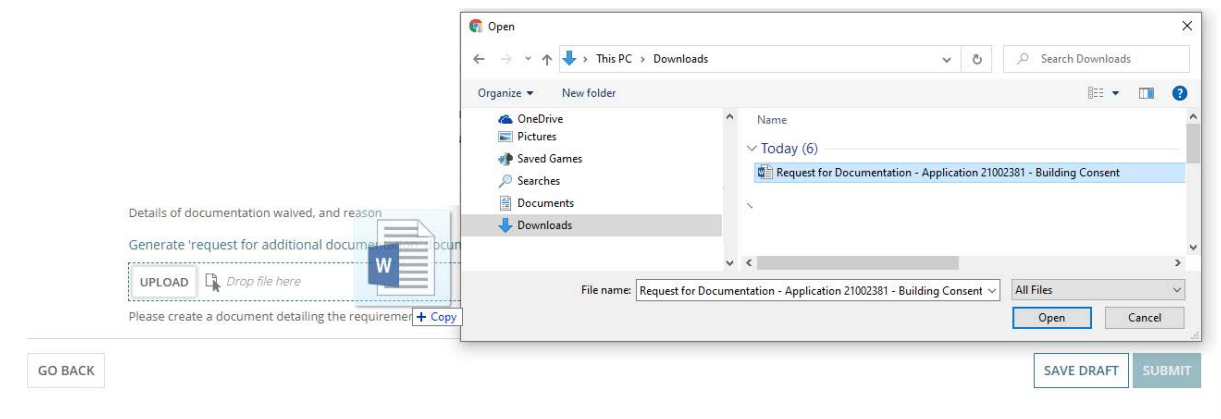 Open
This PC > Downloads
Search Downloads
Organize
New folder
OneDrive
Pictures
Saved Games
Searches
Documents
Downloads
Name
Today (6)
Request for Documentation - Application 21002381 - Building Consent
File name: Request for Documentation - Application 21002381 - Building Consent
All Files
Open
Cancel
Details of documentation waived, and reason
Generate 'request for additional
UPLOAD
Drop file here
W
+ Copy
Please create a document detailing the
GO BACK
SAVE DRAFT
SUBMIT